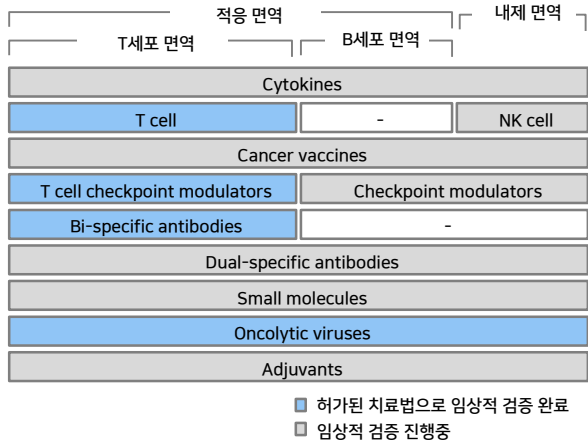 적응 면역 내제 면역
T세포 면역 B세포 면역
Cytokines
T cell - NK cell
Cancer vaccines
T cell checkpoint modulators Checkpoint modulators
Bi-specific antibodies -
Dual-specific antibodies
Small molecules
Oncolytic viruses
Adjuvants
허가된 치료법으로 임상적 검증 완료
임상적 검증 진행중